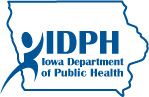 IDPH
Iowa Department
of Public Health